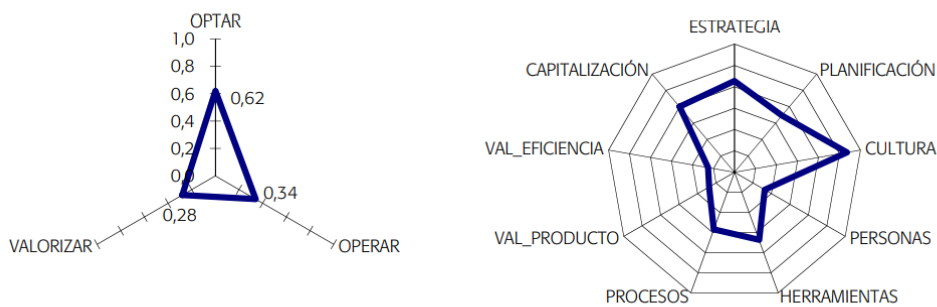 OPTAR
1,0
0,8
0,6
0,62
0,4
0,2
0,0
0,34
0,28
VALORIZAR
OPERAR
ESTRATEGIA
CAPITALIZACIÓN
PLANIFICACIÓN
VAL_EFICIENCIA
CULTURA
VAL_PRODUCTO
PERSONAS
PROCESOS
HERRAMIENTAS